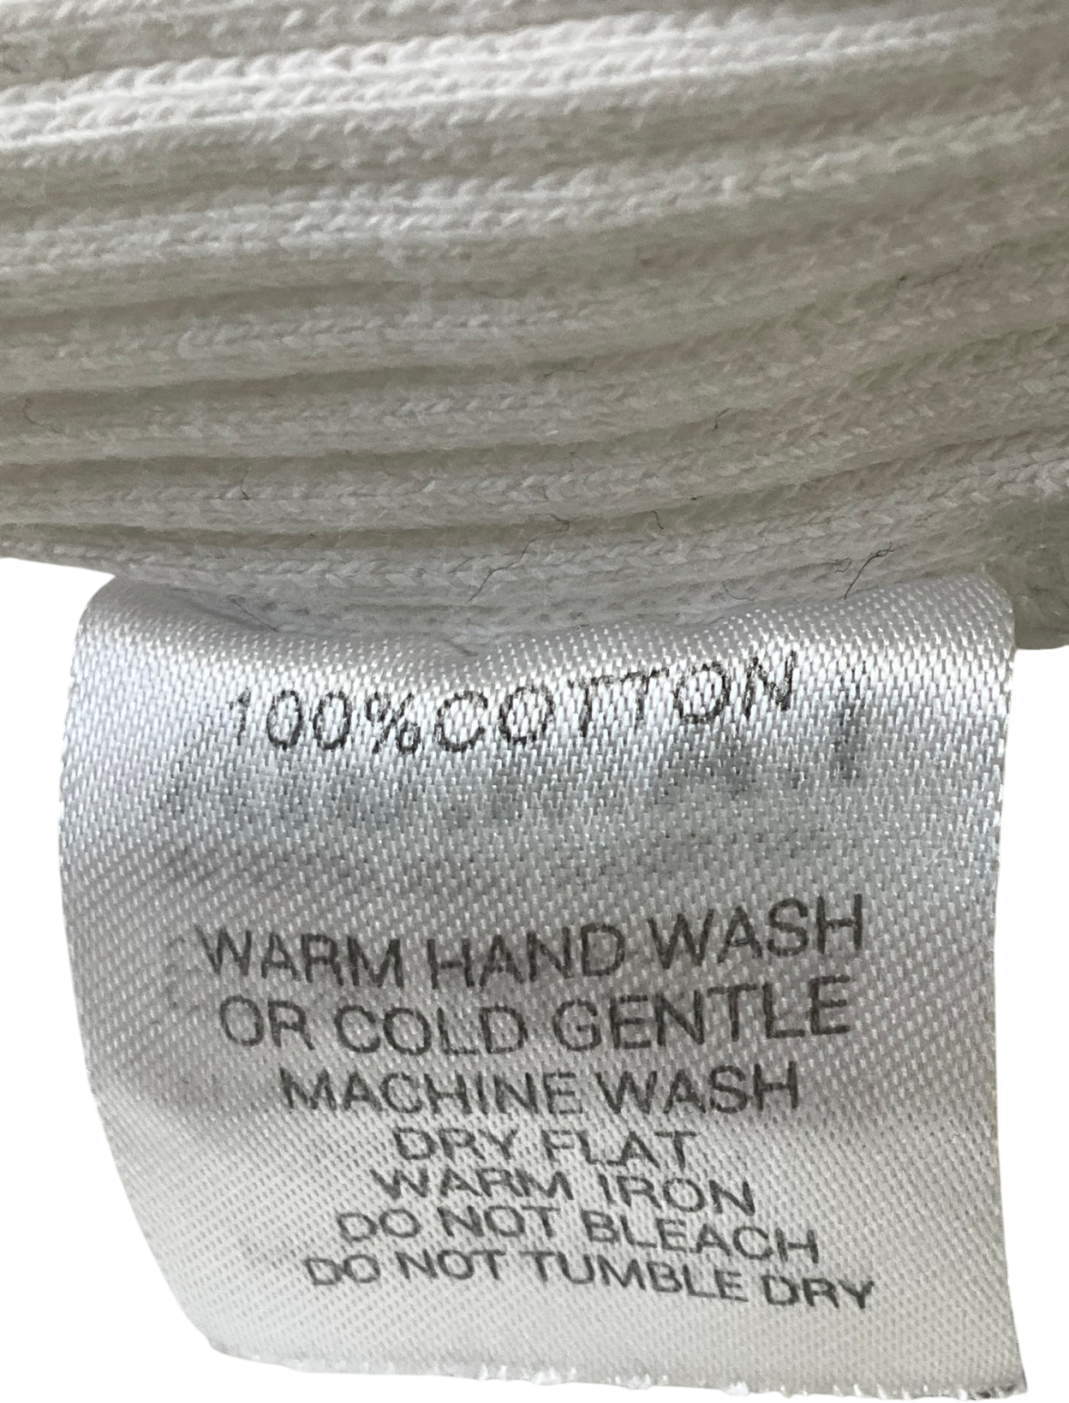 100%COTTON
WARM HAND WASH
OR COLD GENTLE
MACHINE WASH
DRY FLAT
WARM IRON
DO NOT BLEACH
DO NOT TUMBLE DRY